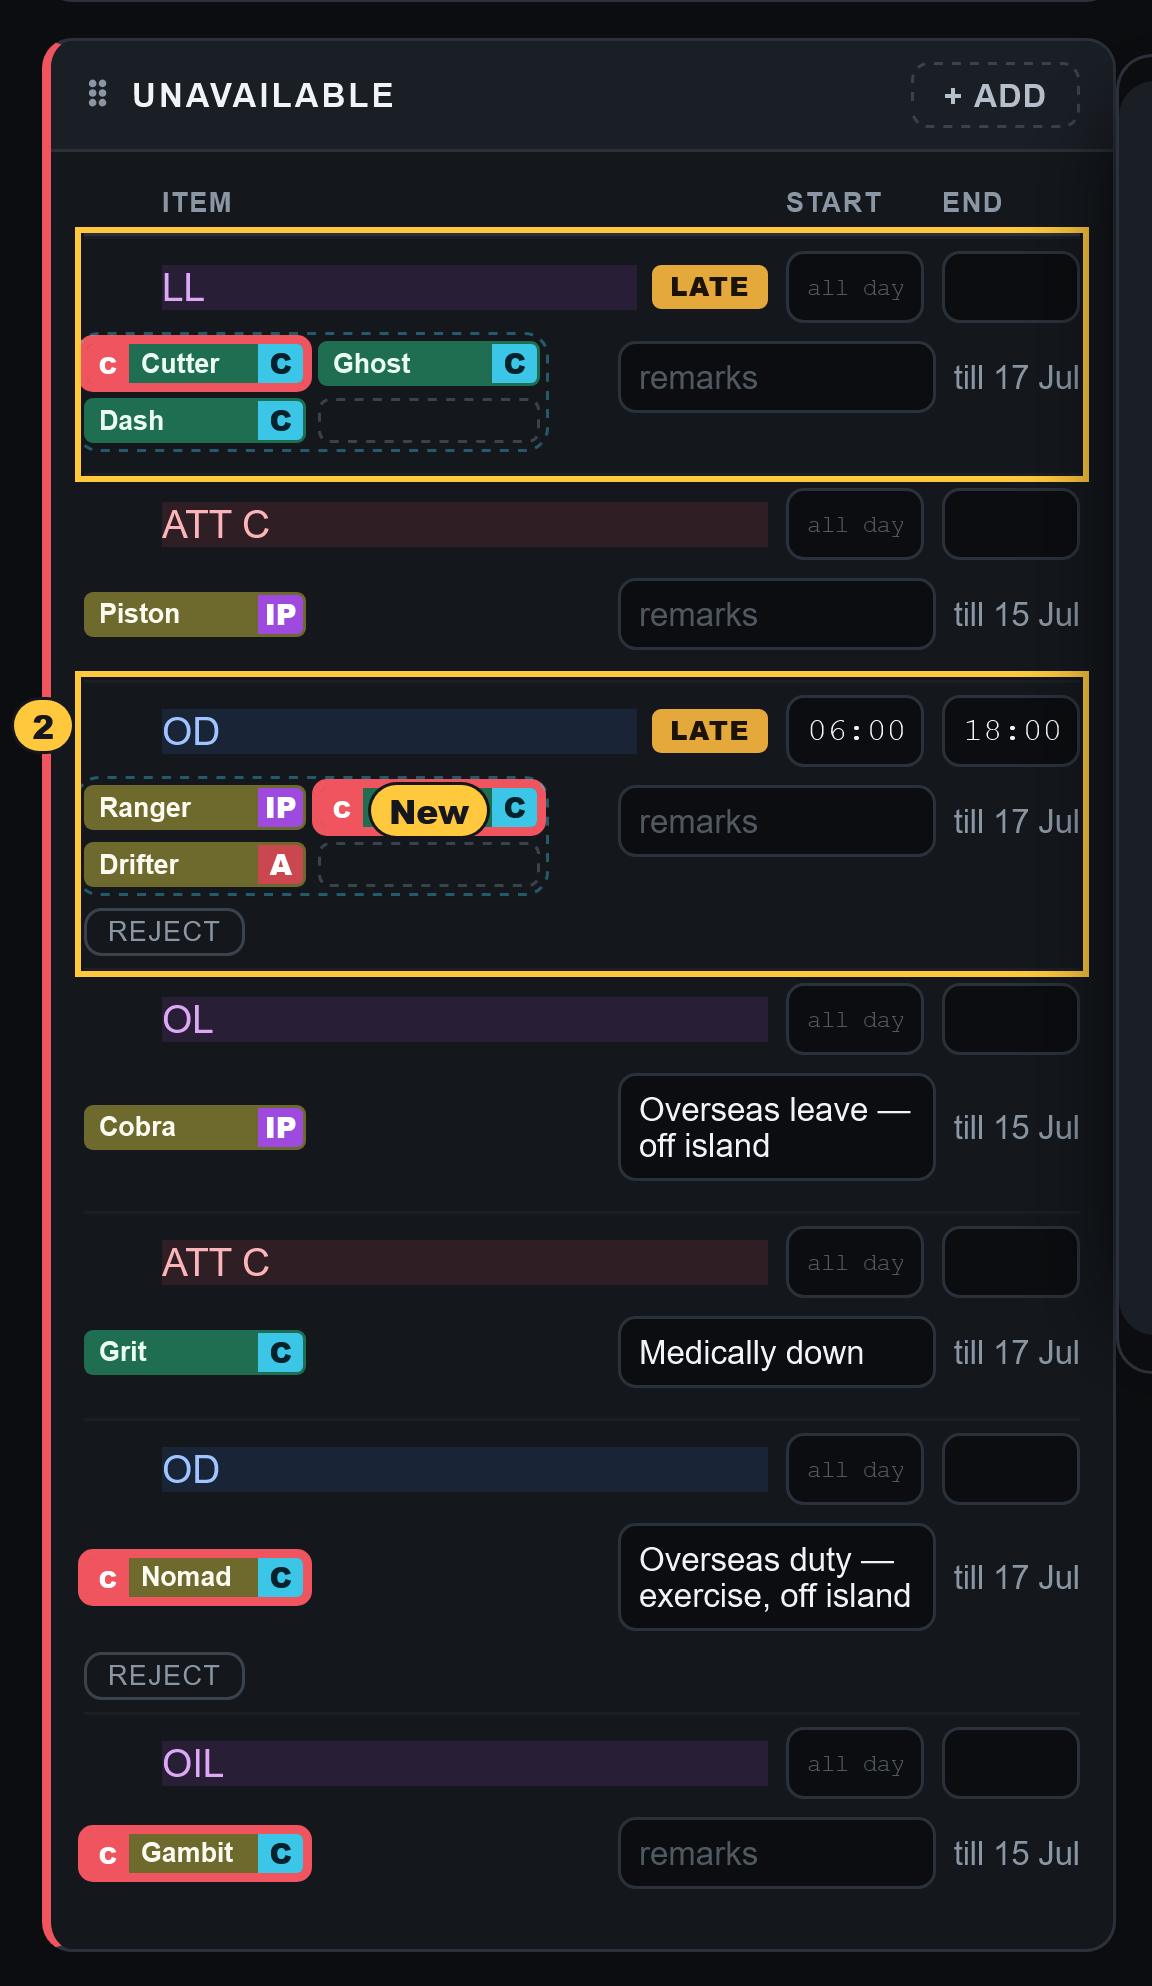 UNAVAILABLE
+ ADD
ITEM START END
LL LATE all day
c Cutter C Ghost C remarks till 17 Jul
Dash C
ATT C all day
Piston IP remarks till 15 Jul
2
OD LATE 06:00 18:00
Ranger IP c New C remarks till 17 Jul
Drifter A
REJECT
OL all day
Cobra IP Overseas leave — till 15 Jul
off island
ATT C all day
Grit C Medically down till 17 Jul
OD all day
c Nomad C Overseas duty — till 17 Jul
exercise, off island
REJECT
OIL all day
c Gambit C remarks till 15 Jul